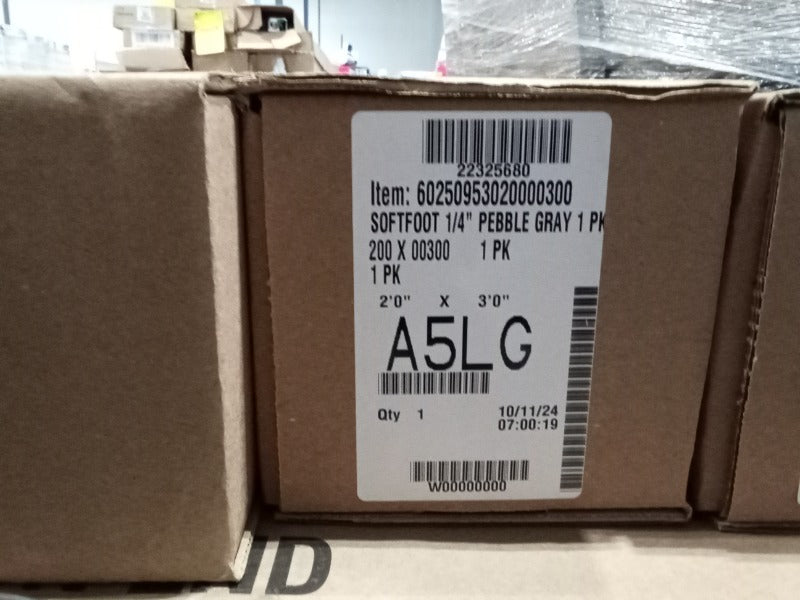 22325680
Item: 60250953020000300
SOFTFOOT 1/4" PEBBLE GRAY 1 PK
200 X 00300 1 PK
1 PK
2'0" X 3'0"
A5LG
Qty 1 10/11/24
07:00:19
W00000000